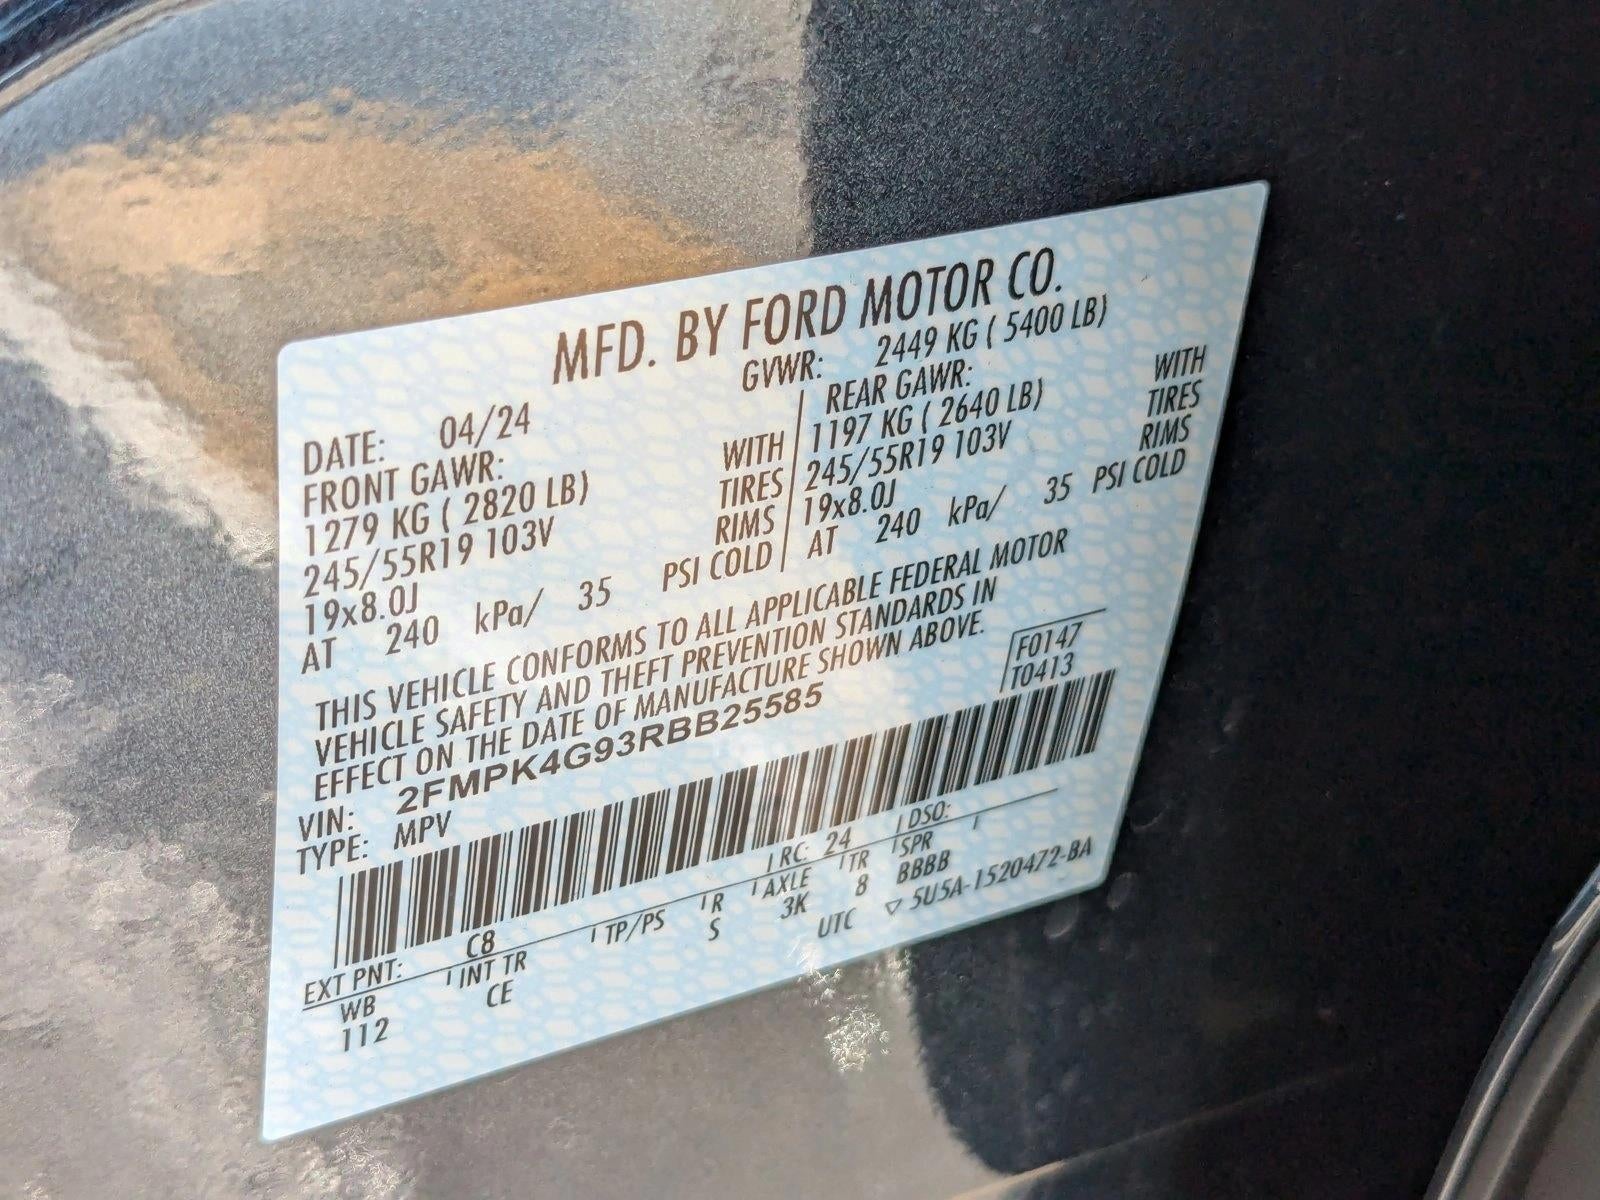 MFD. BY FORD MOTOR CO.
DATE: 04/24 GVWR: 2449 KG ( 5400 LB)
FRONT GAWR: REAR GAWR:
1279 KG ( 2820 LB) WITH 1197 KG ( 2640 LB) WITH
245/55R19 103V TIRES 245/55R19 103V TIRES
19x8.0J RIMS 19x8.0J RIMS
AT 240 kPa/ 35 PSI COLD AT 240 kPa/ 35 PSI COLD
THIS VEHICLE CONFORMS TO ALL APPLICABLE FEDERAL MOTOR
VEHICLE SAFETY AND THEFT PREVENTION STANDARDS IN
EFFECT ON THE DATE OF MANUFACTURE SHOWN ABOVE.
VIN: 2FMPK4G93RBB25585 F0147
TYPE: MPV T0413
EXT PNT: C8 RC: 24 DSO:
WB INT TR TP/PS R AXLE TR SPR
112 CE S 3K 8 BBBB
UTC ▽ 5U5A-1520472-BA